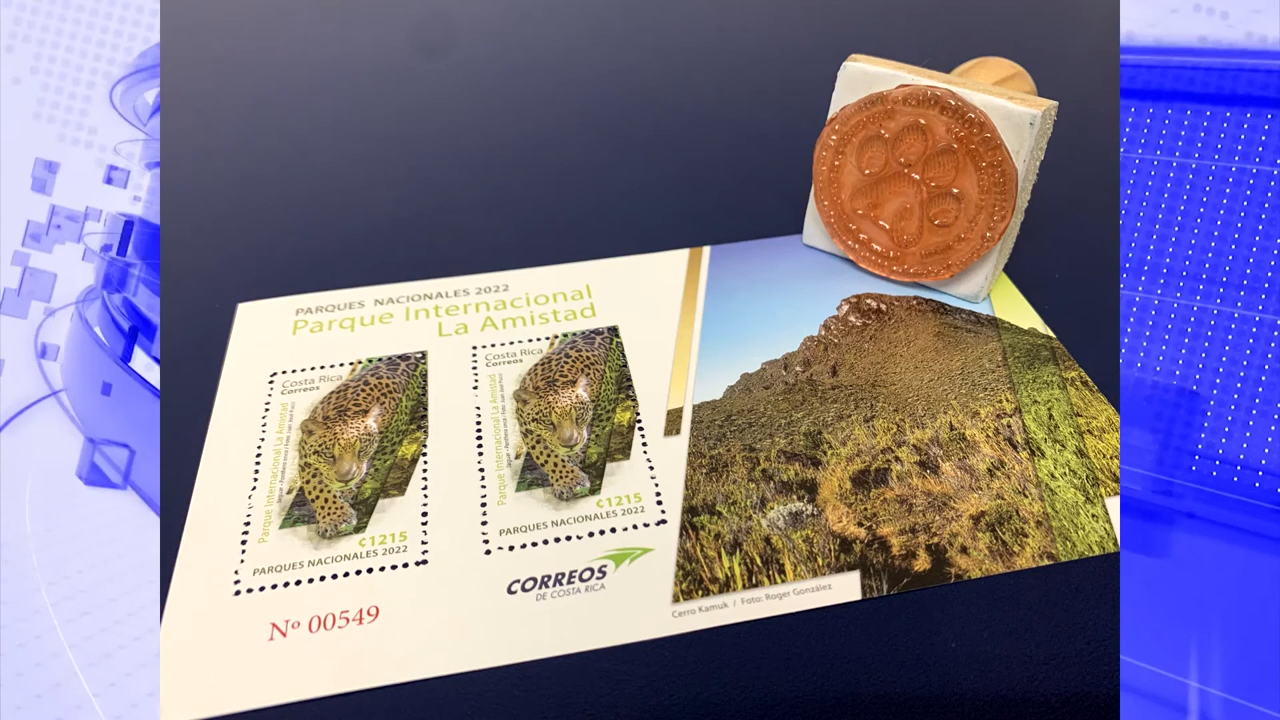 PARQUES NACIONALES 2022
Parque Internacional
La Amistad
Costa Rica
Correos
Parque Internacional La Amistad
¢1215
PARQUES NACIONALES 2022
Costa Rica
Correos
Parque Internacional La Amistad
¢1215
PARQUES NACIONALES 2022
CORREOS
DE COSTA RICA
Nº 00549
Cerro Kamuk / Foto: Roger González